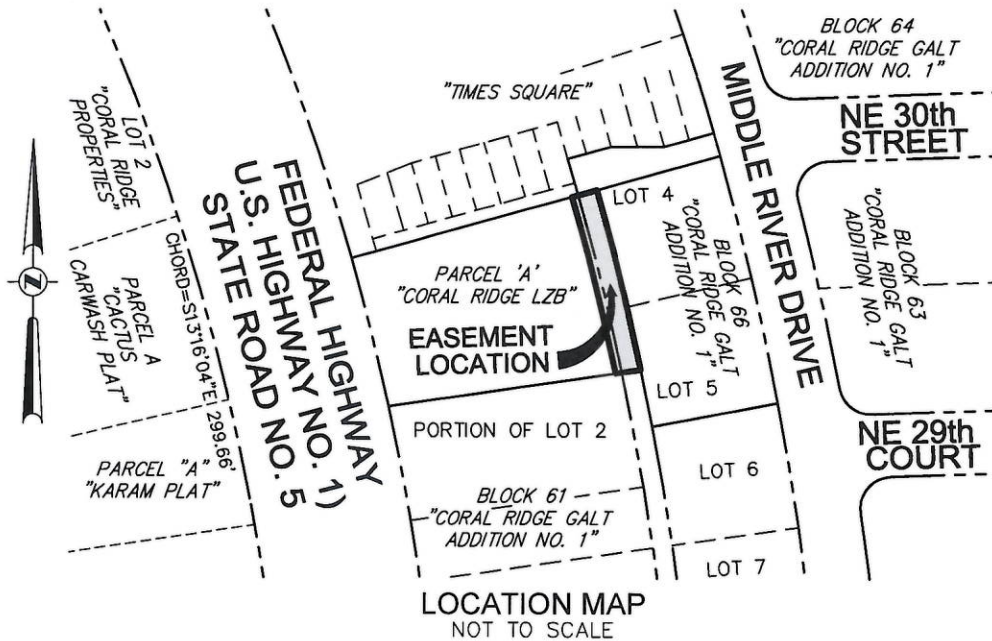 BLOCK 64
"CORAL RIDGE GALT
ADDITION NO. 1"
"TIMES SQUARE"
MIDDLE RIVER DRIVE
NE 30th
STREET
LOT 2
"CORAL RIDGE
PROPERTIES"
FEDERAL HIGHWAY
U.S. HIGHWAY NO. 1)
STATE ROAD NO. 5
LOT 4
BLOCK 66
"CORAL RIDGE GALT
ADDITION NO. 1"
BLOCK 63
"CORAL RIDGE GALT
ADDITION NO. 1"
Z
PARCEL A
"CACTUS
CARWASH PLAT"
CHORD=S13°16'04"E 299.66'
PARCEL 'A'
"CORAL RIDGE LZB"
EASEMENT
LOCATION
LOT 5
PORTION OF LOT 2
NE 29th
COURT
PARCEL "A"
"KARAM PLAT"
LOT 6
BLOCK 61
"CORAL RIDGE GALT
ADDITION NO. 1"
LOT 7
LOCATION MAP
NOT TO SCALE